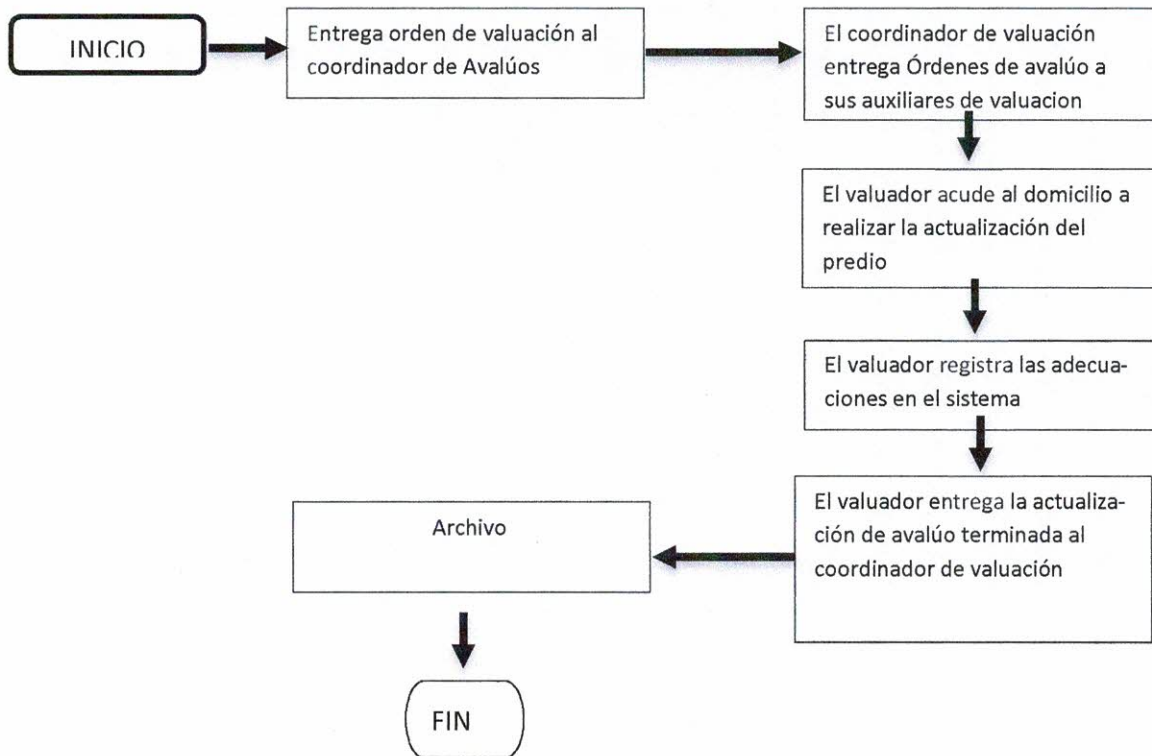 INICIO
Entrega orden de valuación al
coordinador de Avalúos
El coordinador de valuación
entrega Órdenes de avalúo a
sus auxiliares de valuacion
El valuador acude al domicilio a
realizar la actualización del
predio
El valuador registra las adecua-
ciones en el sistema
El valuador entrega la actualiza-
ción de avalúo terminada al
coordinador de valuación
Archivo
FIN